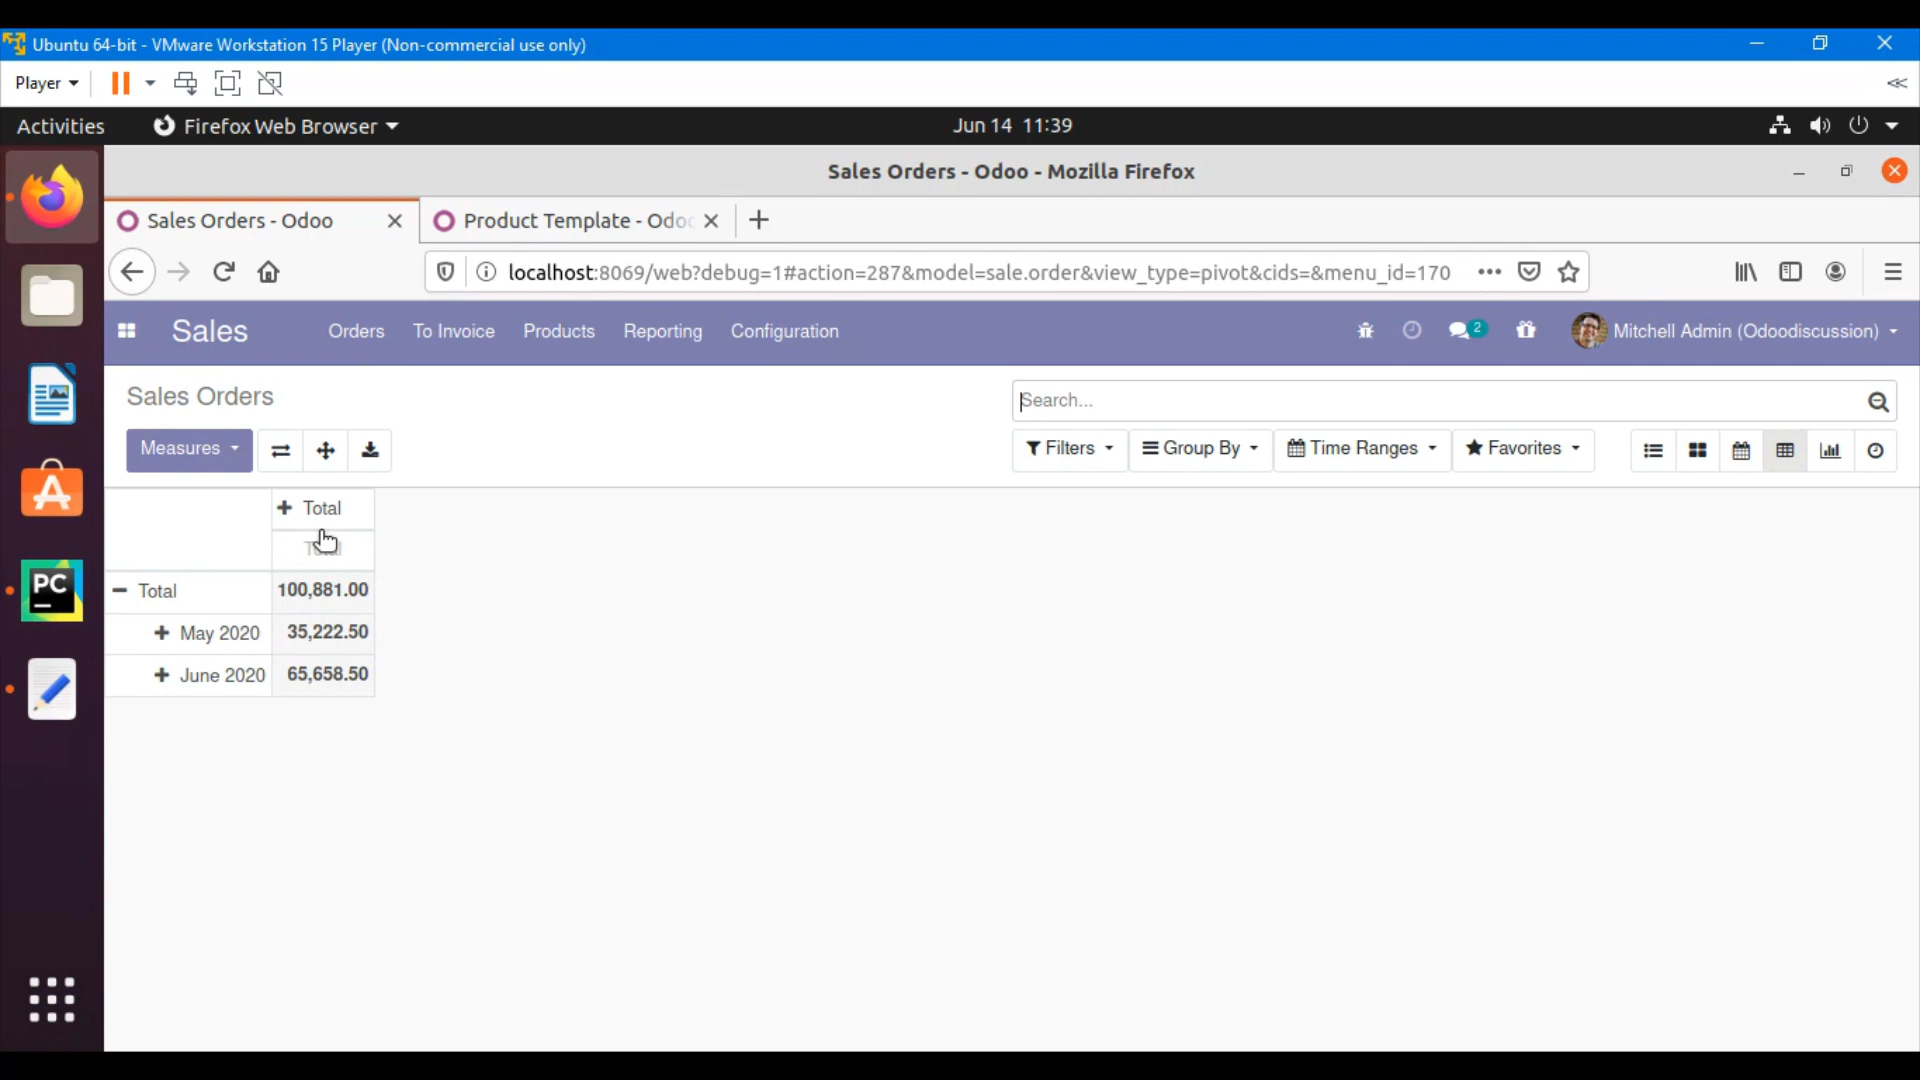 Ubuntu 64-bit - VMware Workstation 15 Player (Non-commercial use only)
Player
Activities
Firefox Web Browser
Jun 14 11:39
Sales Orders - Odoo - Mozilla Firefox
Sales Orders - Odoo
Product Template - Odoo
localhost:8069/web?debug=1#action=287&model=sale.order&view_type=pivot&cids=&menu_id=170
Sales
Orders
To Invoice
Products
Reporting
Configuration
2
Mitchell Admin (Odoodiscussion)
Sales Orders
Search...
Measures
Filters
Group By
Time Ranges
Favorites
Total
Total
Total 100,881.00
May 2020 35,222.50
June 2020 65,658.50
PC